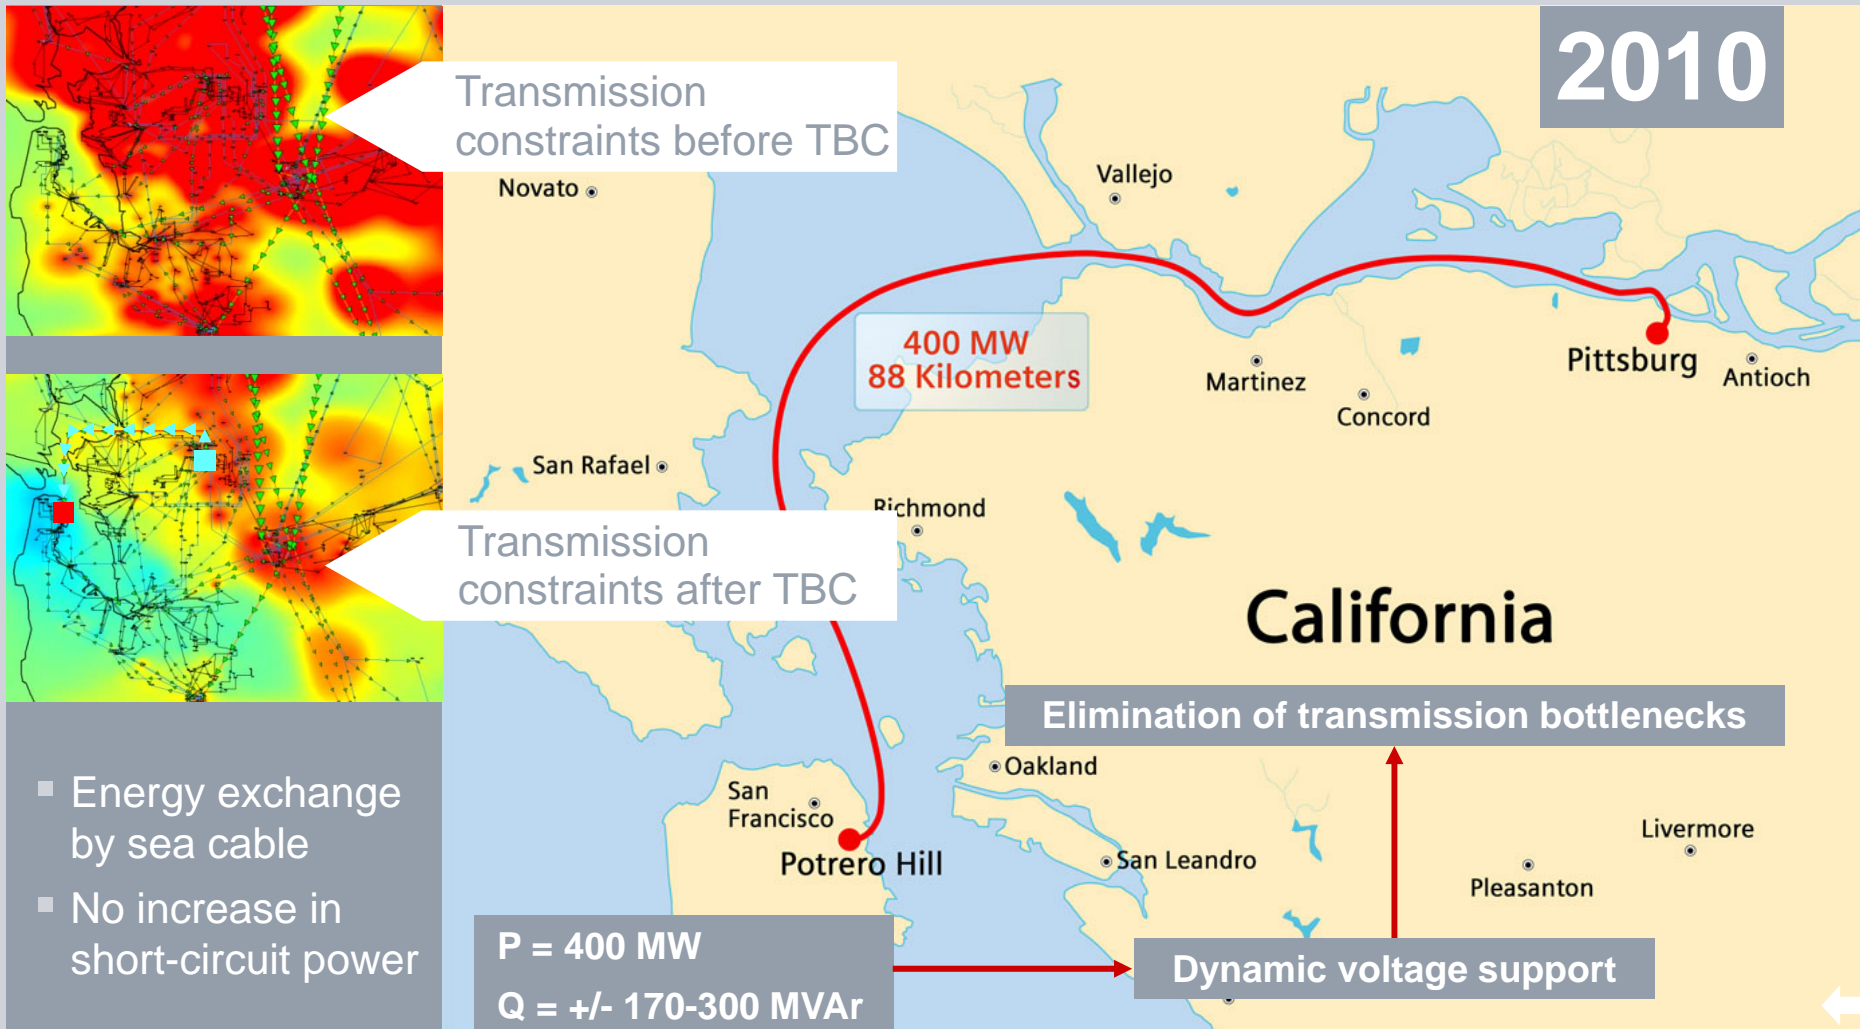 2010
Transmission
constraints before TBC
Novato
Vallejo
400 MW
88 Kilometers
Martinez
Pittsburg
Antioch
Concord
San Rafael
Richmond
Transmission
constraints after TBC
California
Elimination of transmission bottlenecks
Oakland
San
Francisco
Potrero Hill
San Leandro
Livermore
Pleasanton
▪ Energy exchange
by sea cable
▪ No increase in
short-circuit power
P = 400 MW
Q = +/- 170-300 MVAr
Dynamic voltage support